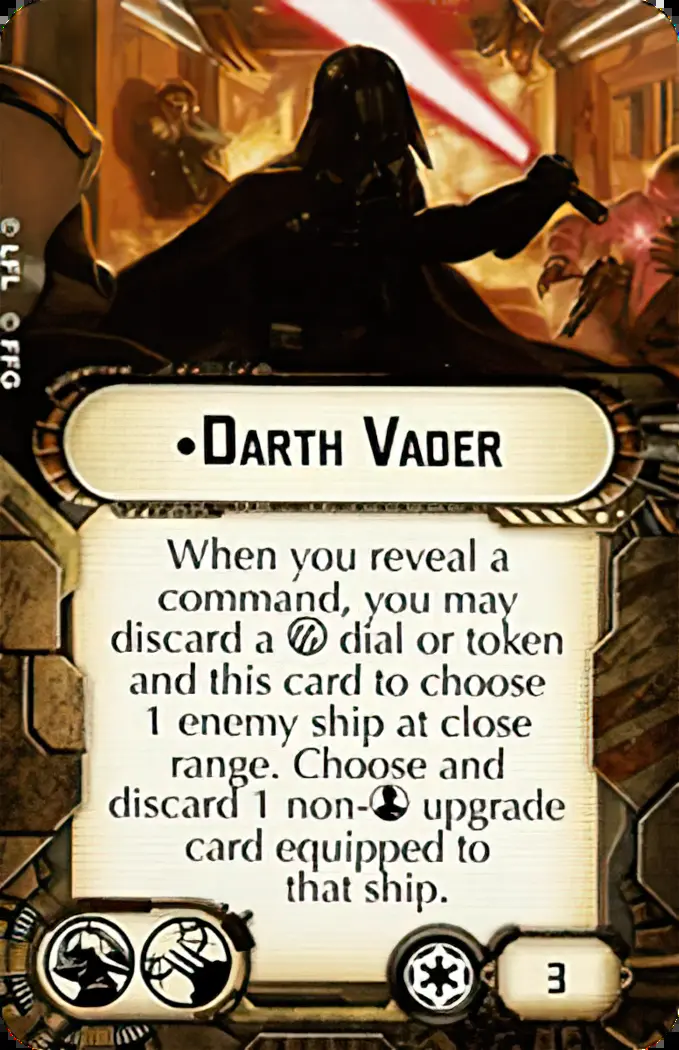 © LFL © FFG
•DARTH VADER
When you reveal a
command, you may
discard a dial or token
and this card to choose
1 enemy ship at close
range. Choose and
discard 1 non- upgrade
card equipped to
that ship.
3